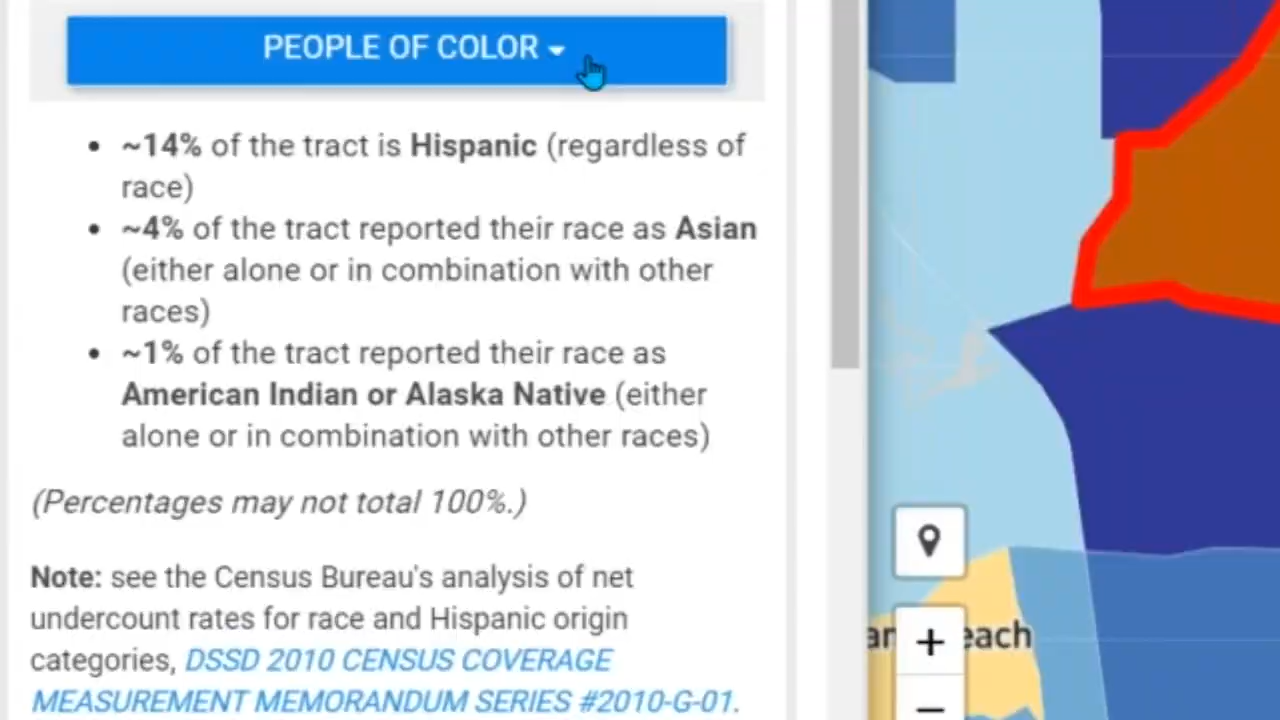 PEOPLE OF COLOR
• ~14% of the tract is Hispanic (regardless of
race)
• ~4% of the tract reported their race as Asian
(either alone or in combination with other
races)
• ~1% of the tract reported their race as
American Indian or Alaska Native (either
alone or in combination with other races)
(Percentages may not total 100%.)
Note: see the Census Bureau's analysis of net
undercount rates for race and Hispanic origin
categories, DSSD 2010 CENSUS COVERAGE
MEASUREMENT MEMORANDUM SERIES #2010-G-01.
+
−